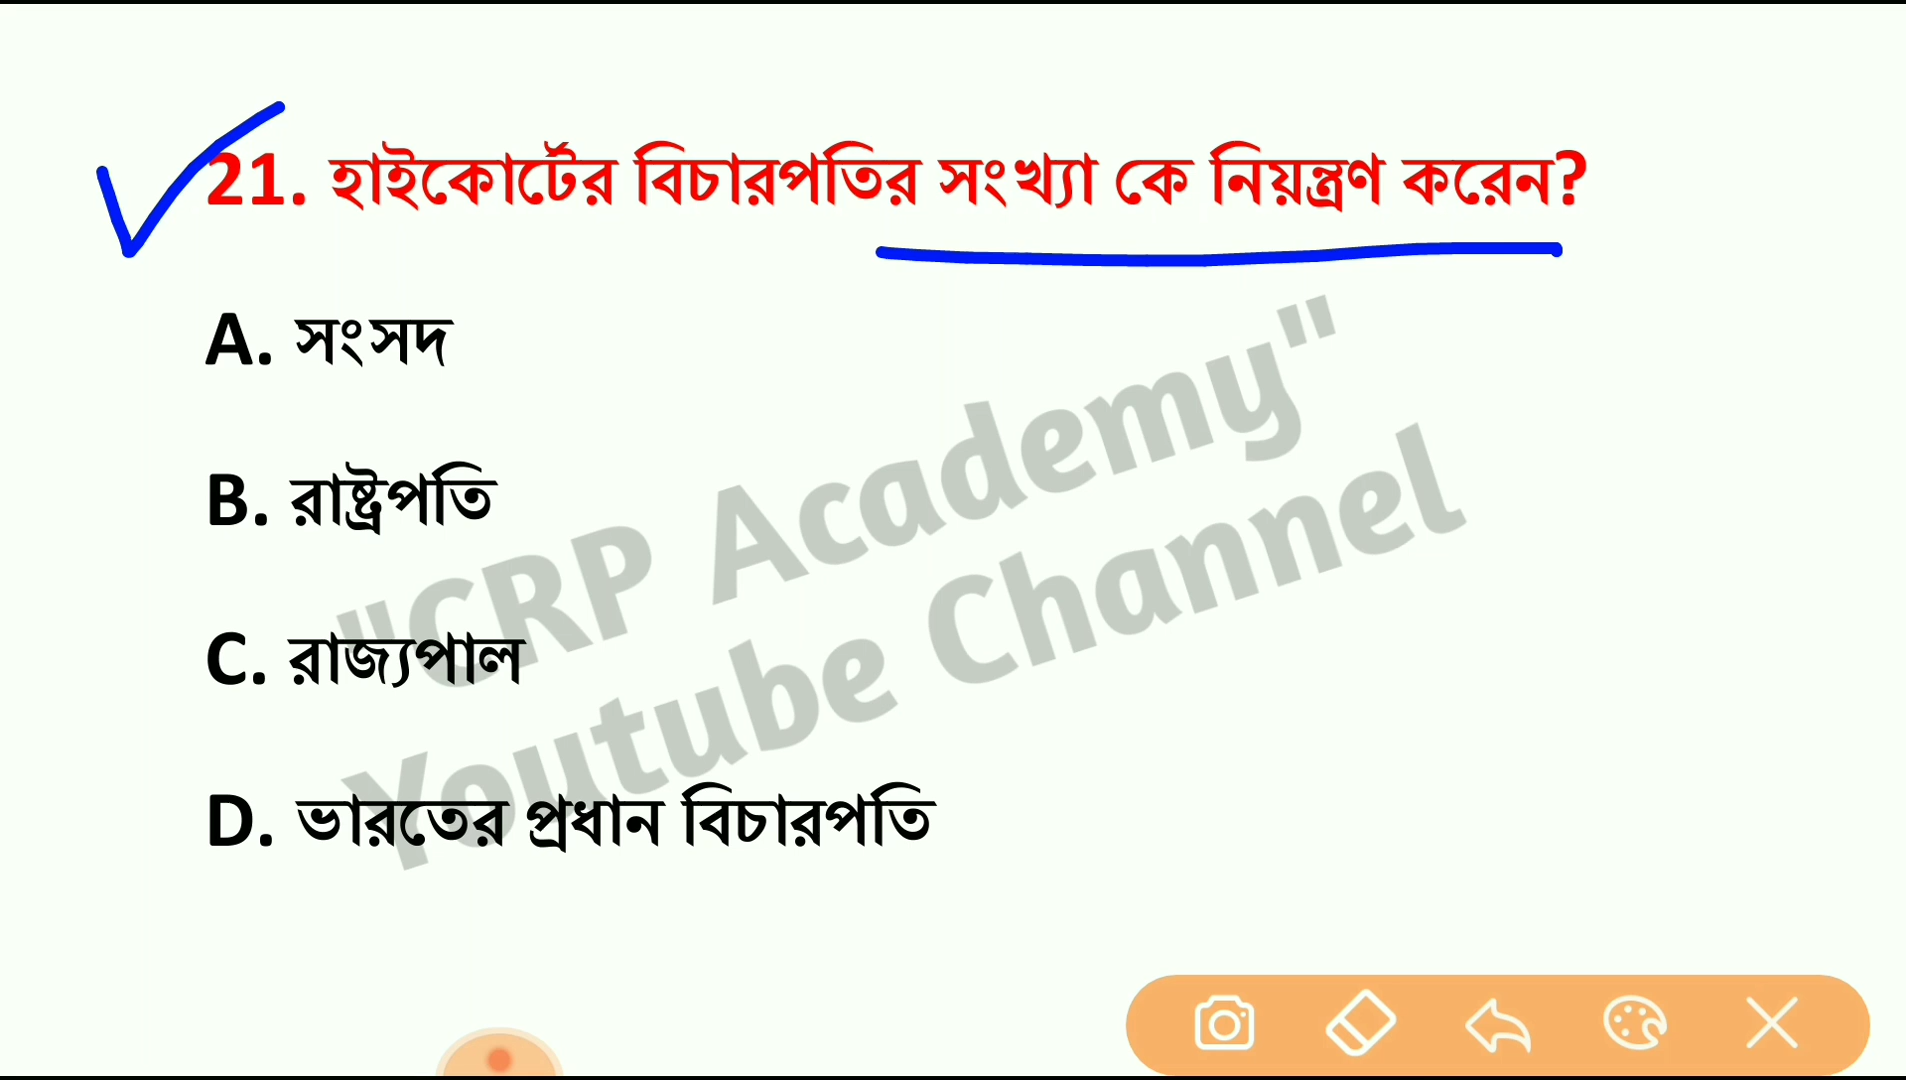 21. হাইকোর্টের বিচারপতির সংখ্যা কে নিয়ন্ত্রণ করেন?
A. সংসদ
B. রাষ্ট্রপতি
C. রাজ্যপাল
D. ভারতের প্রধান বিচারপতি
"CRP Academy"
Youtube Channel